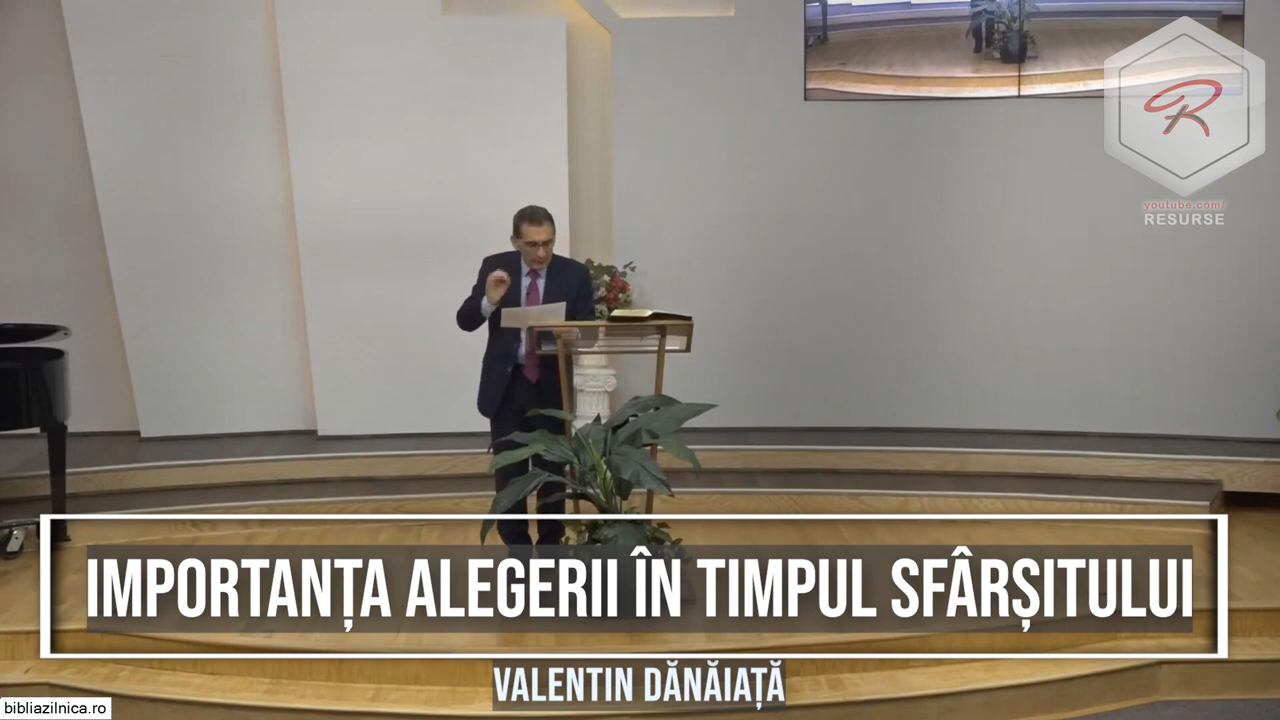 R
youtube.com/
RESURSE
IMPORTANȚA ALEGERII ÎN TIMPUL SFÂRȘITULUI
VALENTIN DĂNĂIAȚĂ
bibliazilnica.ro